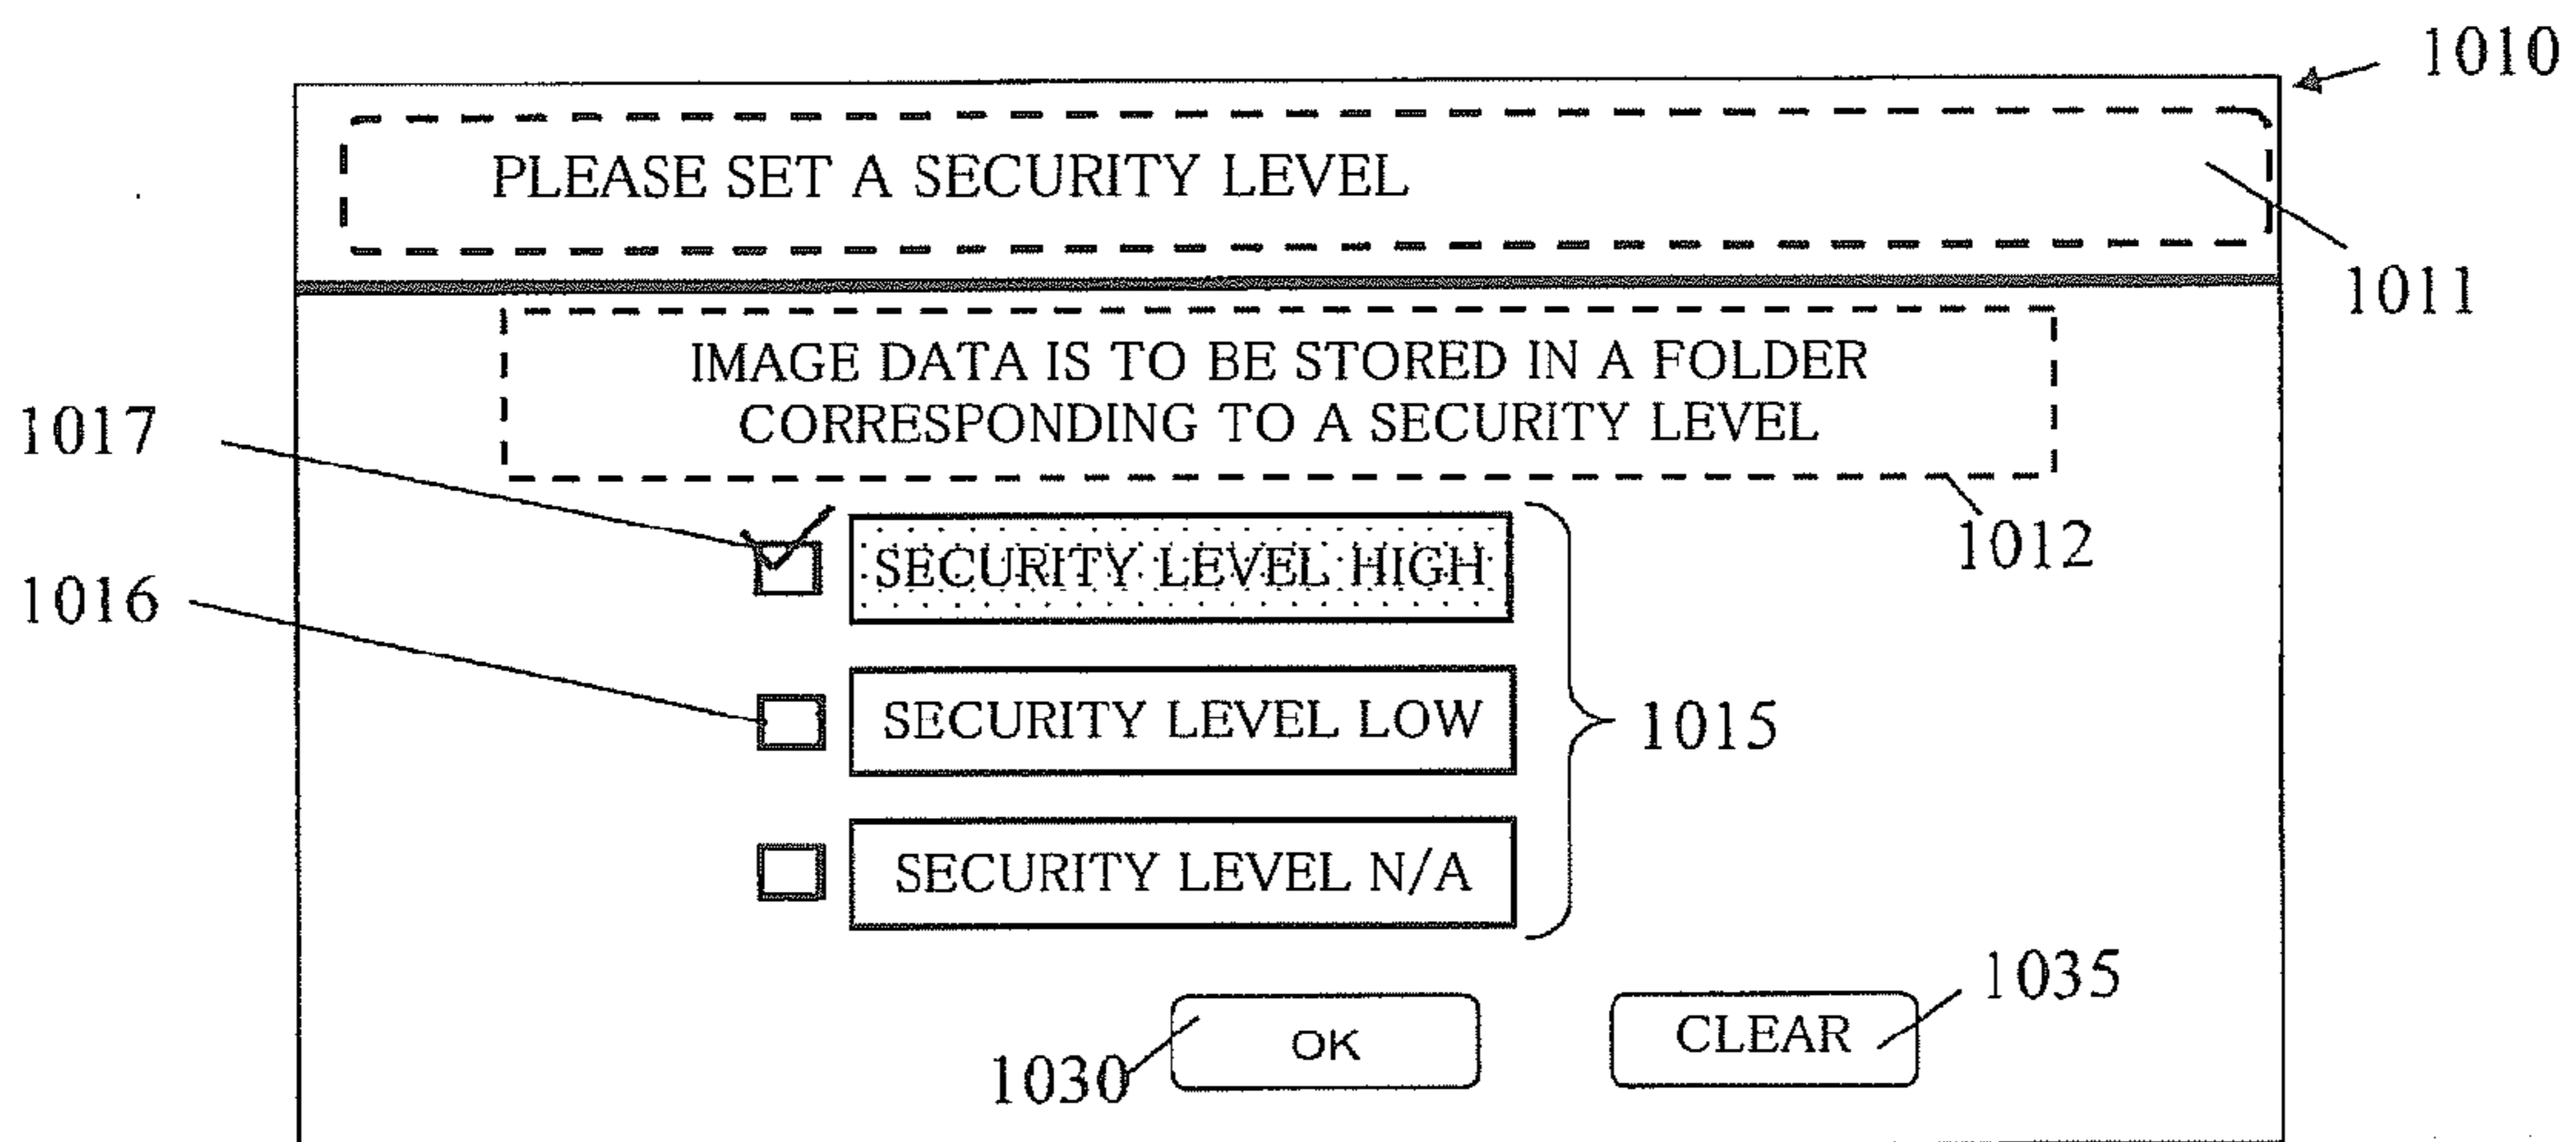 1010
PLEASE SET A SECURITY LEVEL
1011
IMAGE DATA IS TO BE STORED IN A FOLDER
CORRESPONDING TO A SECURITY LEVEL
1012
1017
SECURITY LEVEL HIGH
1016
SECURITY LEVEL LOW
1015
SECURITY LEVEL N/A
1030
OK
CLEAR
1035